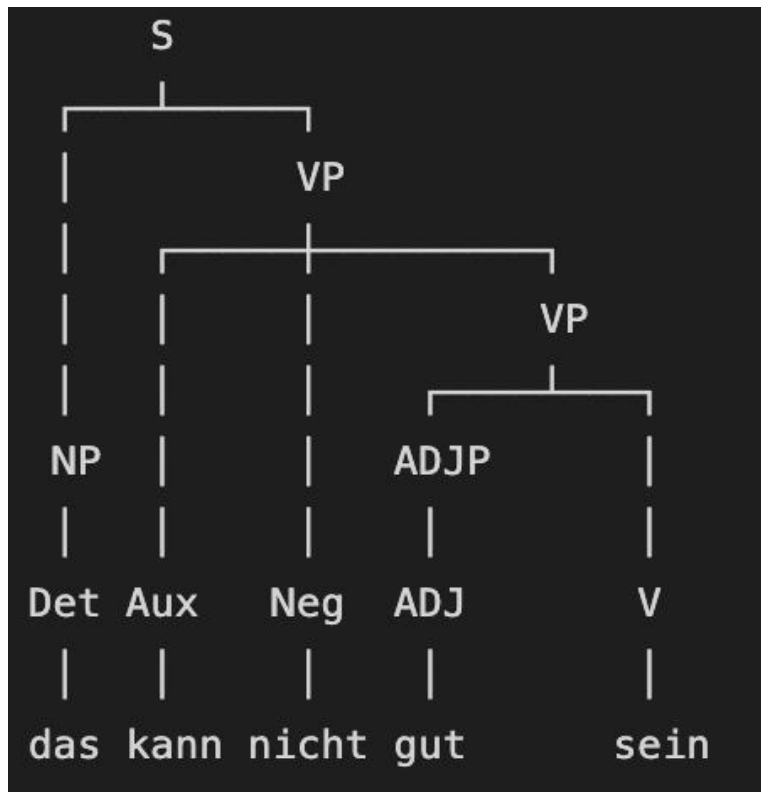 S
VP
VP
NP ADJP
Det Aux Neg ADJ V
das kann nicht gut sein